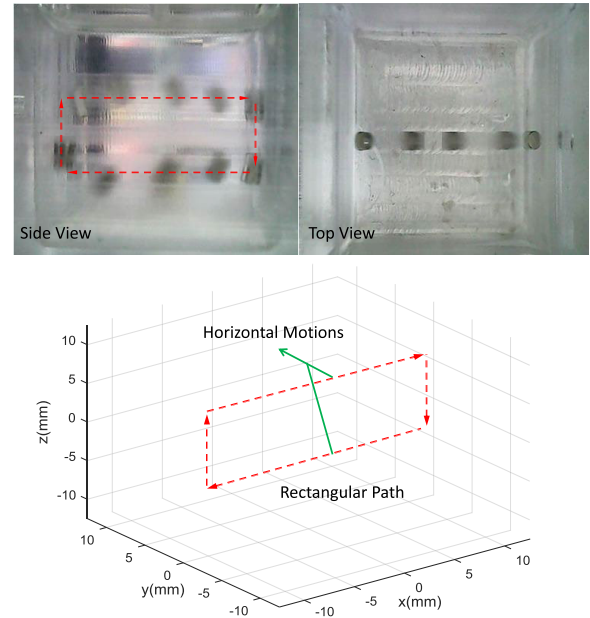 Side View
Top View
Horizontal Motions
Rectangular Path
10
5
0
-5
-10
z(mm)
10
5
0
-5
-10
y(mm)
-10
-5
0
5
10
x(mm)